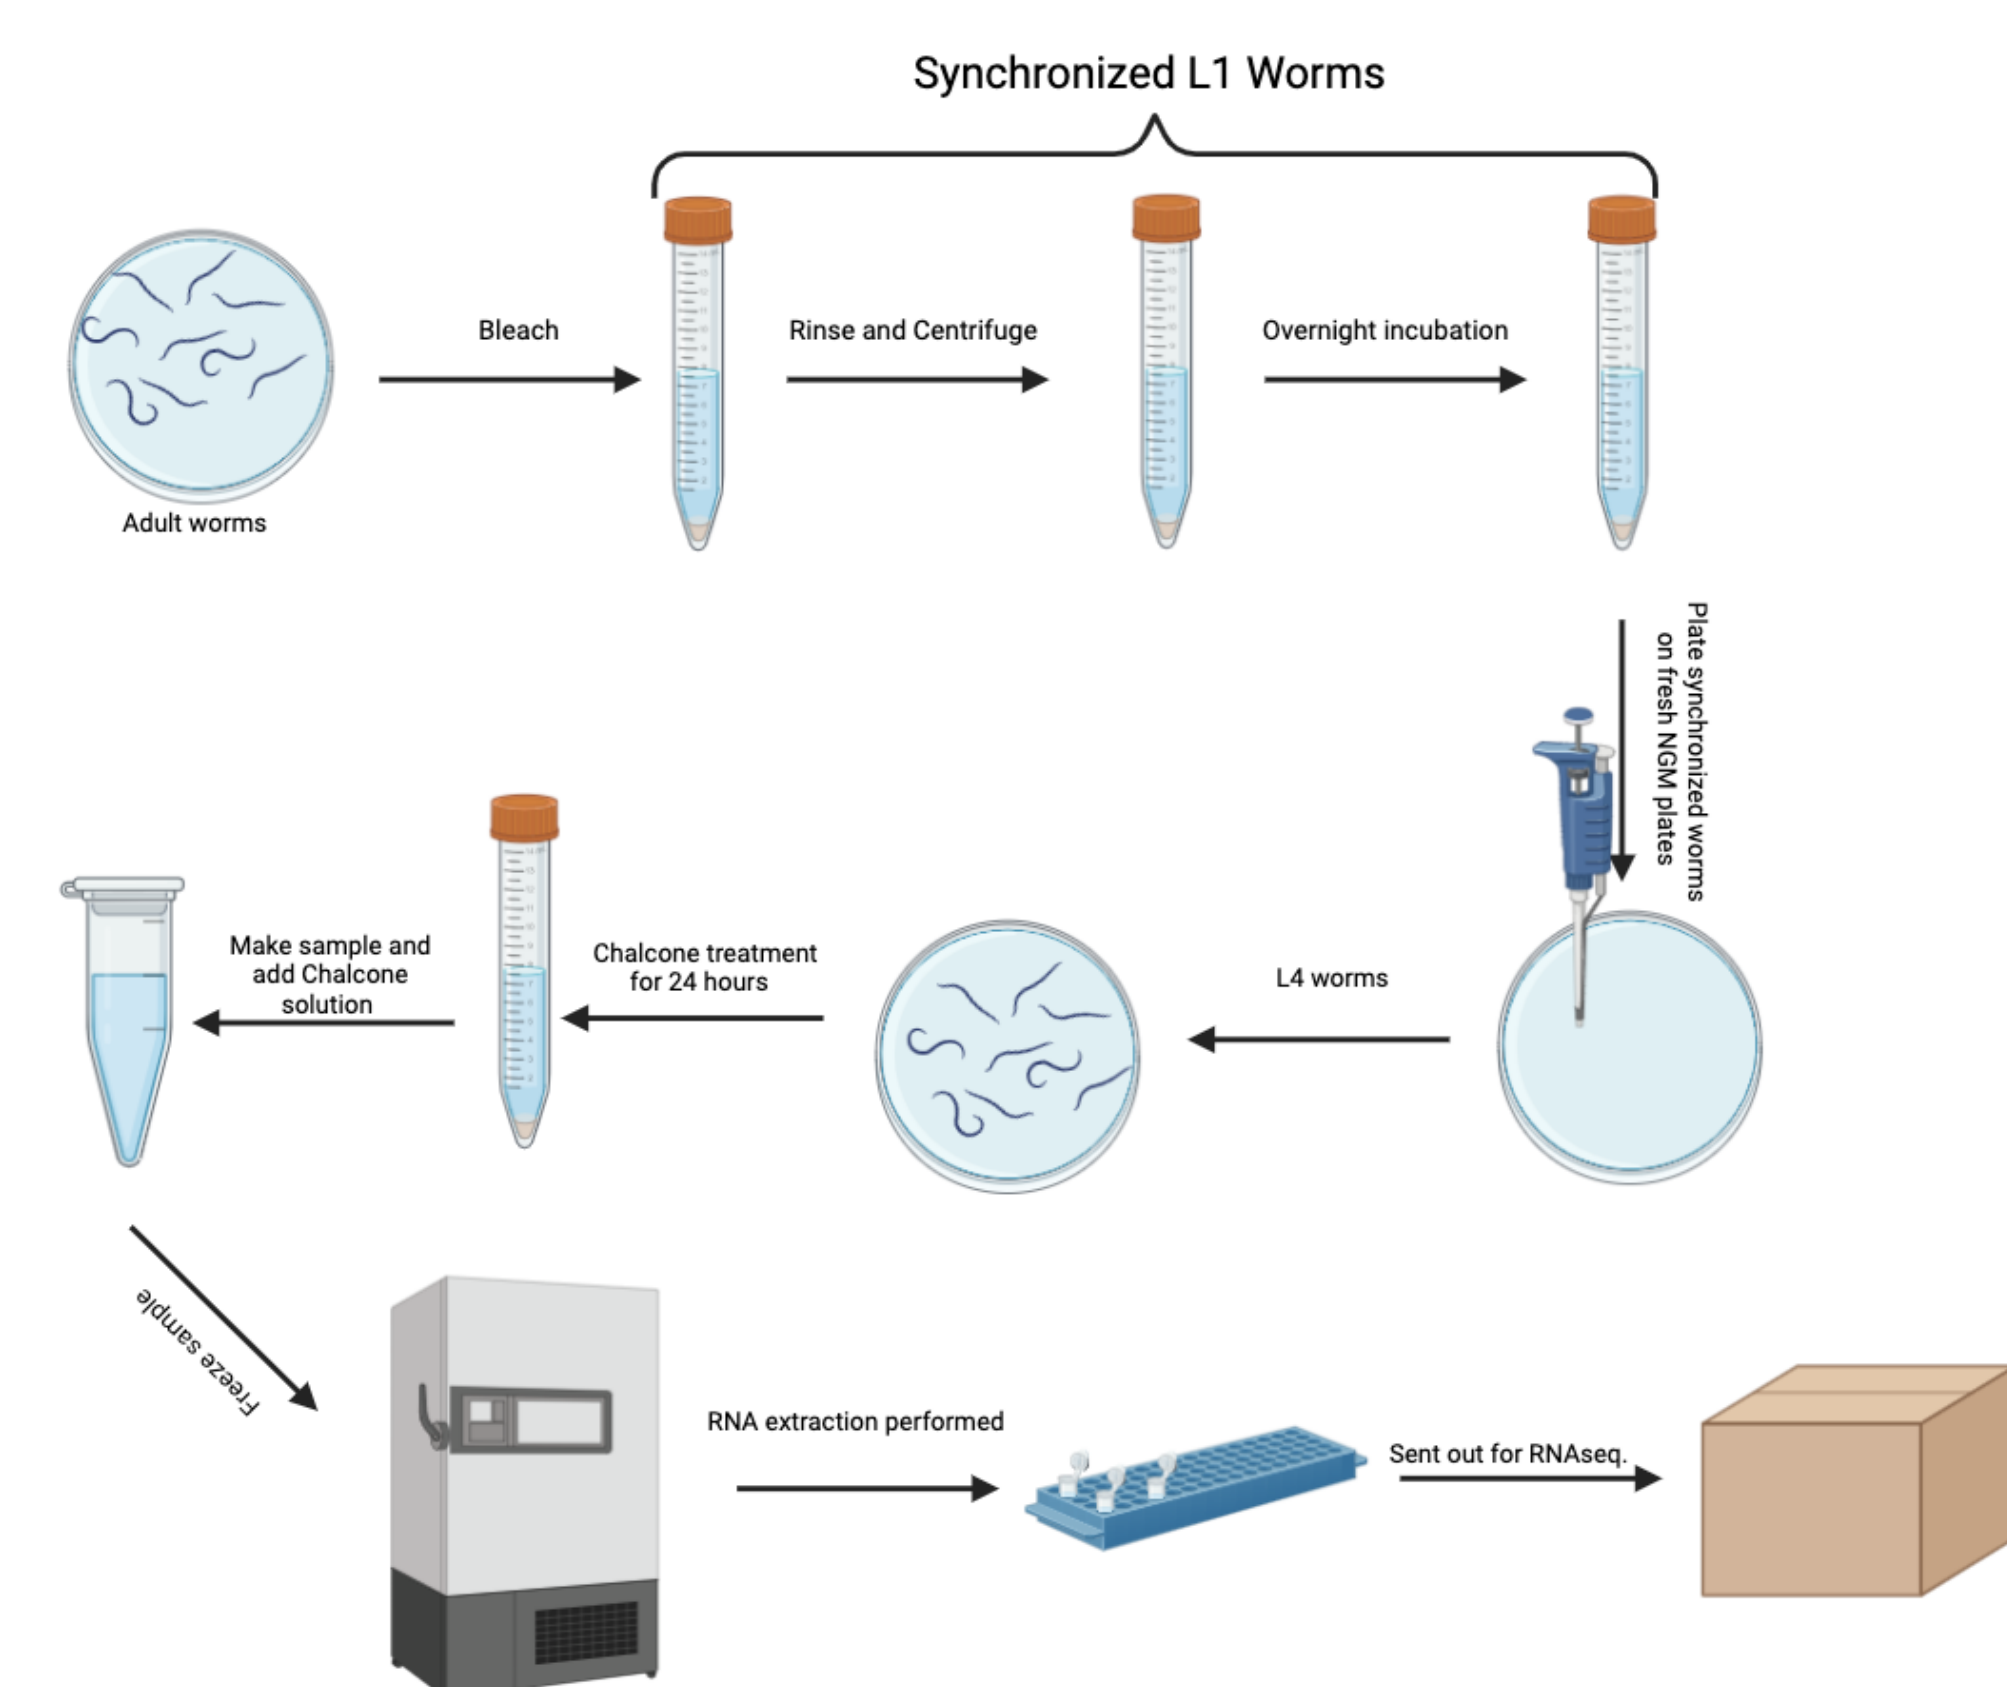 Synchronized L1 Worms
Bleach
Rinse and Centrifuge
Overnight incubation
Adult worms
Plate synchronized worms
on fresh NGM plates
L4 worms
Chalcone treatment
for 24 hours
Make sample and
add Chalcone
solution
Freeze sample
RNA extraction performed
Sent out for RNAseq.